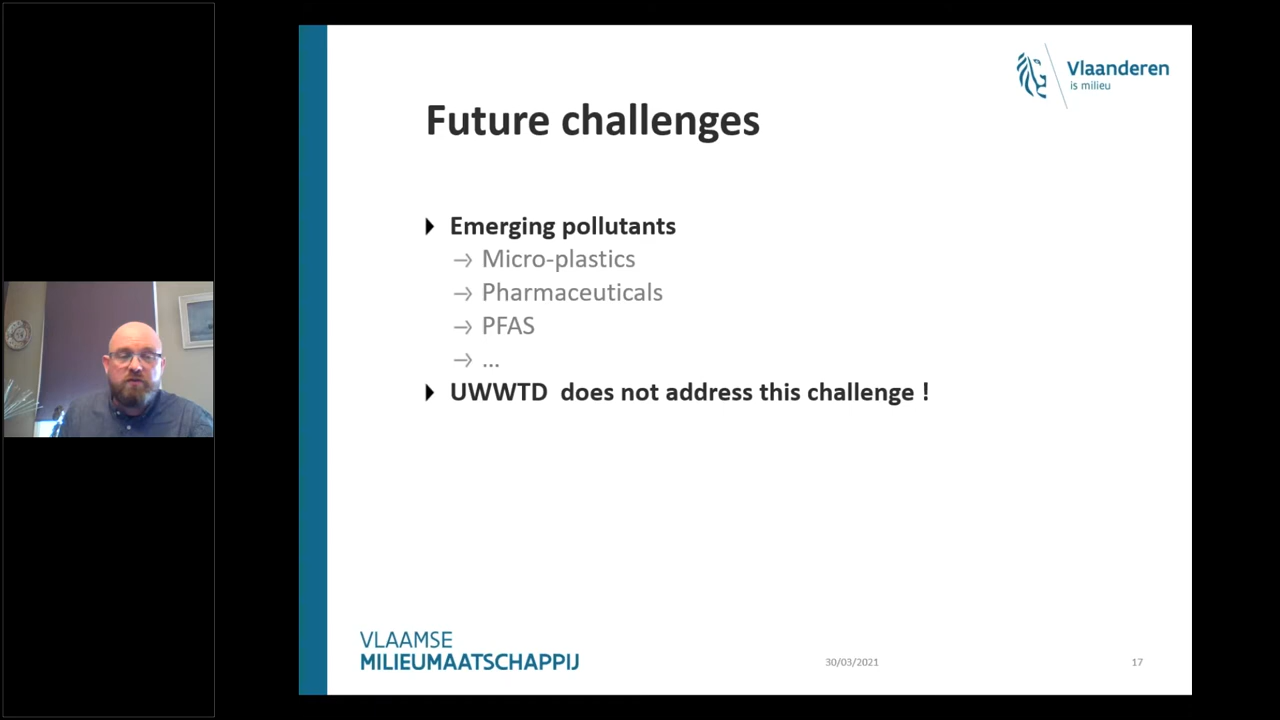 Vlaanderen
is milieu
Future challenges
Emerging pollutants
→ Micro-plastics
→ Pharmaceuticals
→ PFAS
→ ...
UWWTD does not address this challenge !
VLAAMSE
MILIEUMAATSCHAPPIJ
30/03/2021
17